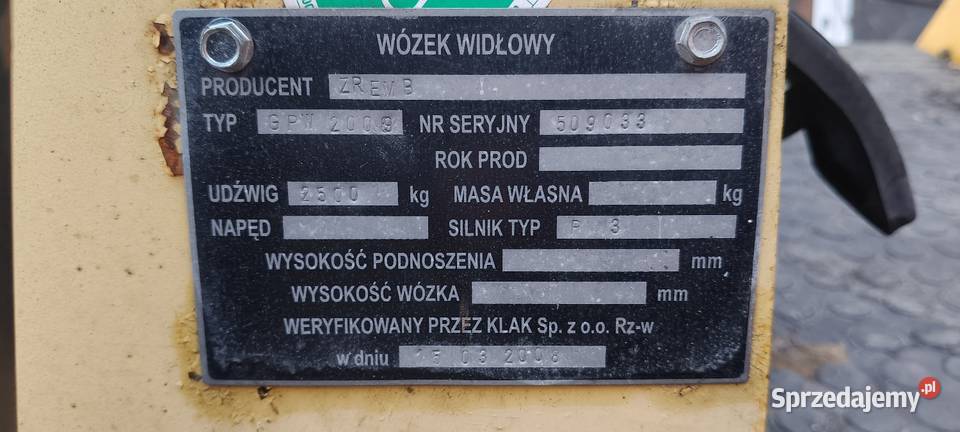 WÓZEK WIDŁOWY
PRODUCENT ZREMB
TYP GPW 2009 NR SERYJNY 509033
ROK PROD
UDŹWIG 2500 kg MASA WŁASNA kg
NAPĘD SILNIK TYP P 3
WYSOKOŚĆ PODNOSZENIA mm
WYSOKOŚĆ WÓZKA mm
WERYFIKOWANY PRZEZ KLAK Sp. z o.o. Rz-w
w dniu 15 03 2008
Sprzedajemy.pl